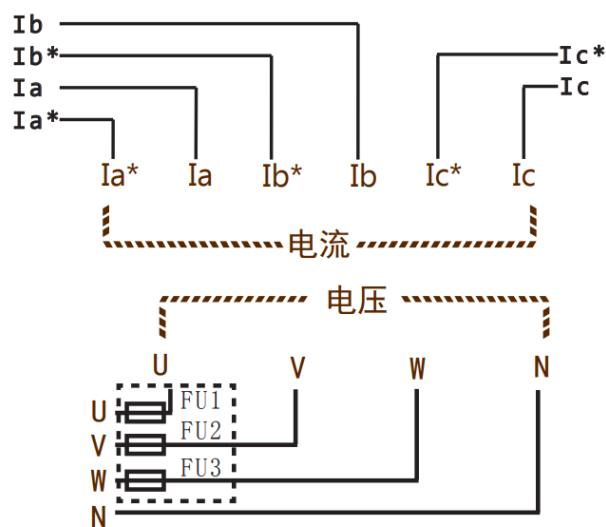 Ib
Ib*
Ic*
Ia
Ic
Ia*
Ia* Ia Ib* Ib Ic* Ic
电流
电压
U V W N
FU1
U
FU2
V
FU3
W
N